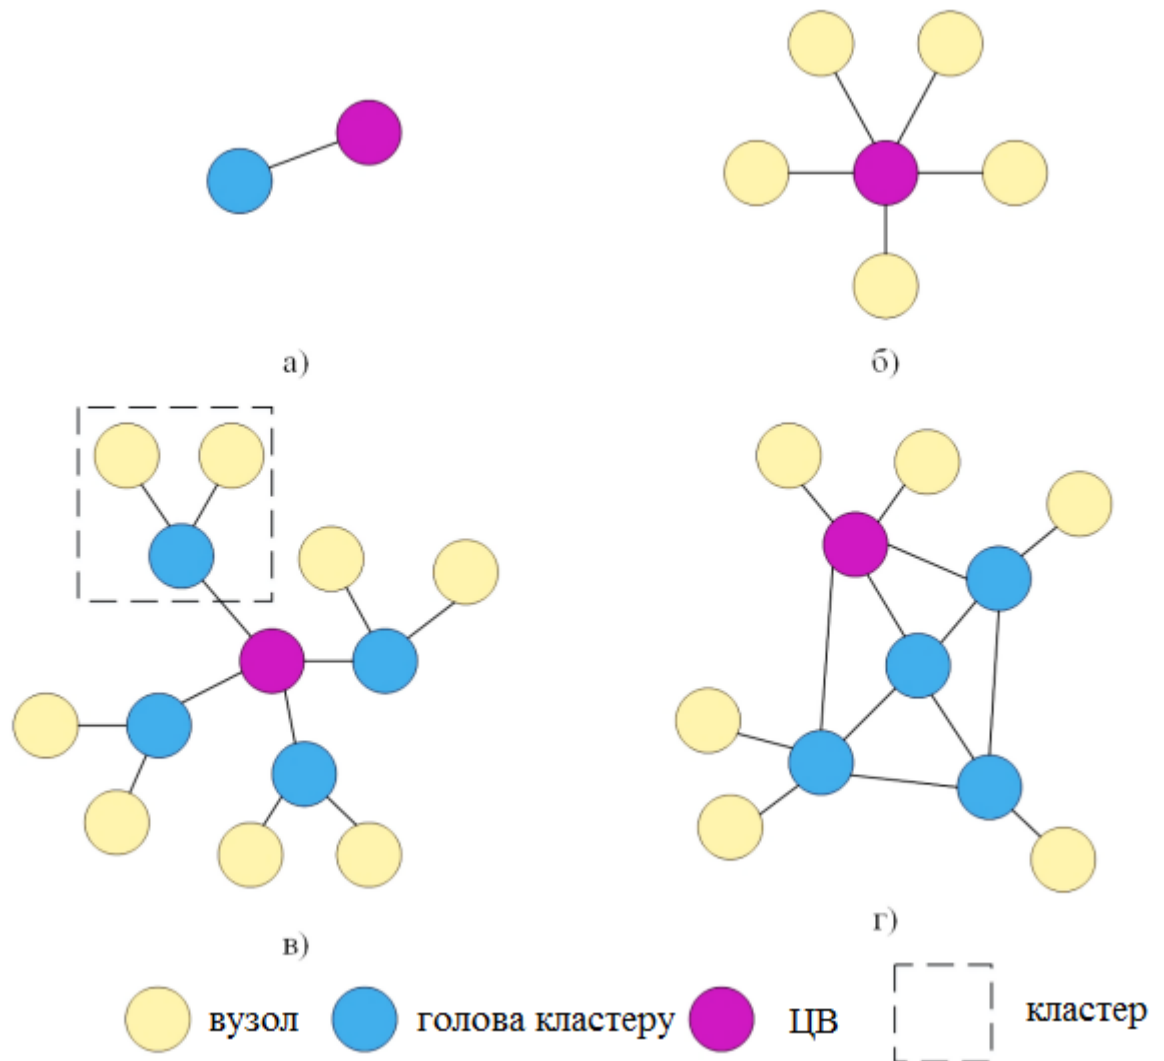 а)
б)
в)
г)
вузол
голова кластеру
ЦВ
кластер